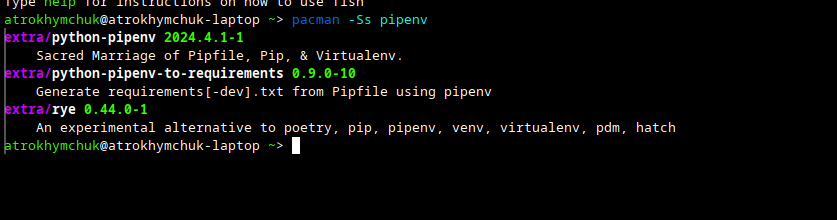 Type help for instructions on how to use fish
atrokhymchuk@atrokhymchuk-laptop ~> pacman -Ss pipenv
extra/python-pipenv 2024.4.1-1
    Sacred Marriage of Pipfile, Pip, & Virtualenv.
extra/python-pipenv-to-requirements 0.9.0-10
    Generate requirements[-dev].txt from Pipfile using pipenv
extra/rye 0.44.0-1
    An experimental alternative to poetry, pip, pipenv, venv, virtualenv, pdm, hatch
atrokhymchuk@atrokhymchuk-laptop ~>